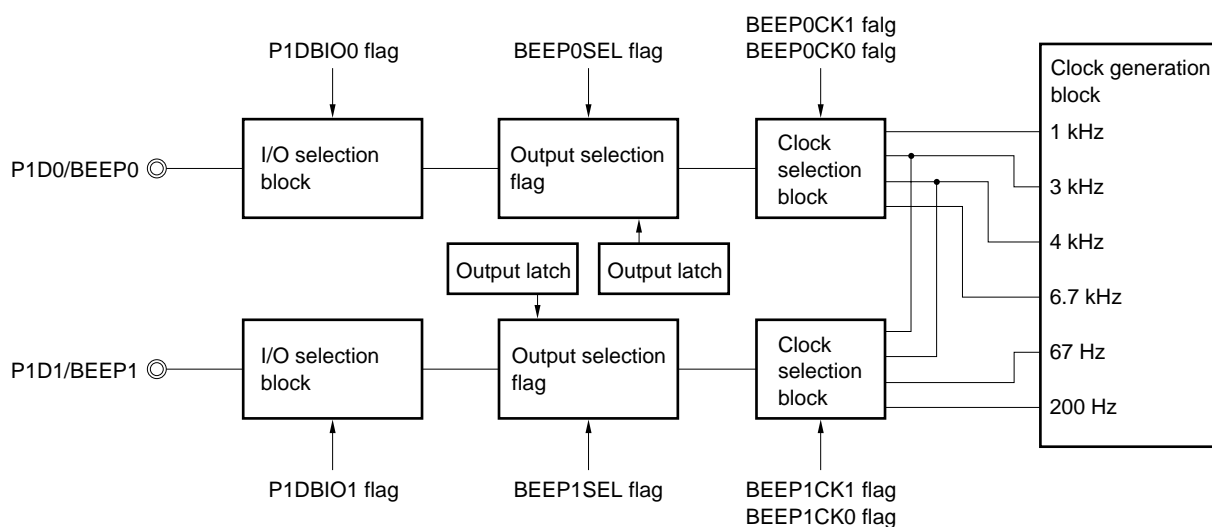 BEEP0CK1 falg
P1DBIO0 flag
BEEP0SEL flag
BEEP0CK0 falg
Clock generation
block
1 kHz
3 kHz
4 kHz
6.7 kHz
67 Hz
200 Hz
P1D0/BEEP0
I/O selection
block
Output selection
flag
Clock
selection
block
Output latch
Output latch
P1D1/BEEP1
I/O selection
block
Output selection
flag
Clock
selection
block
P1DBIO1 flag
BEEP1SEL flag
BEEP1CK1 flag
BEEP1CK0 flag